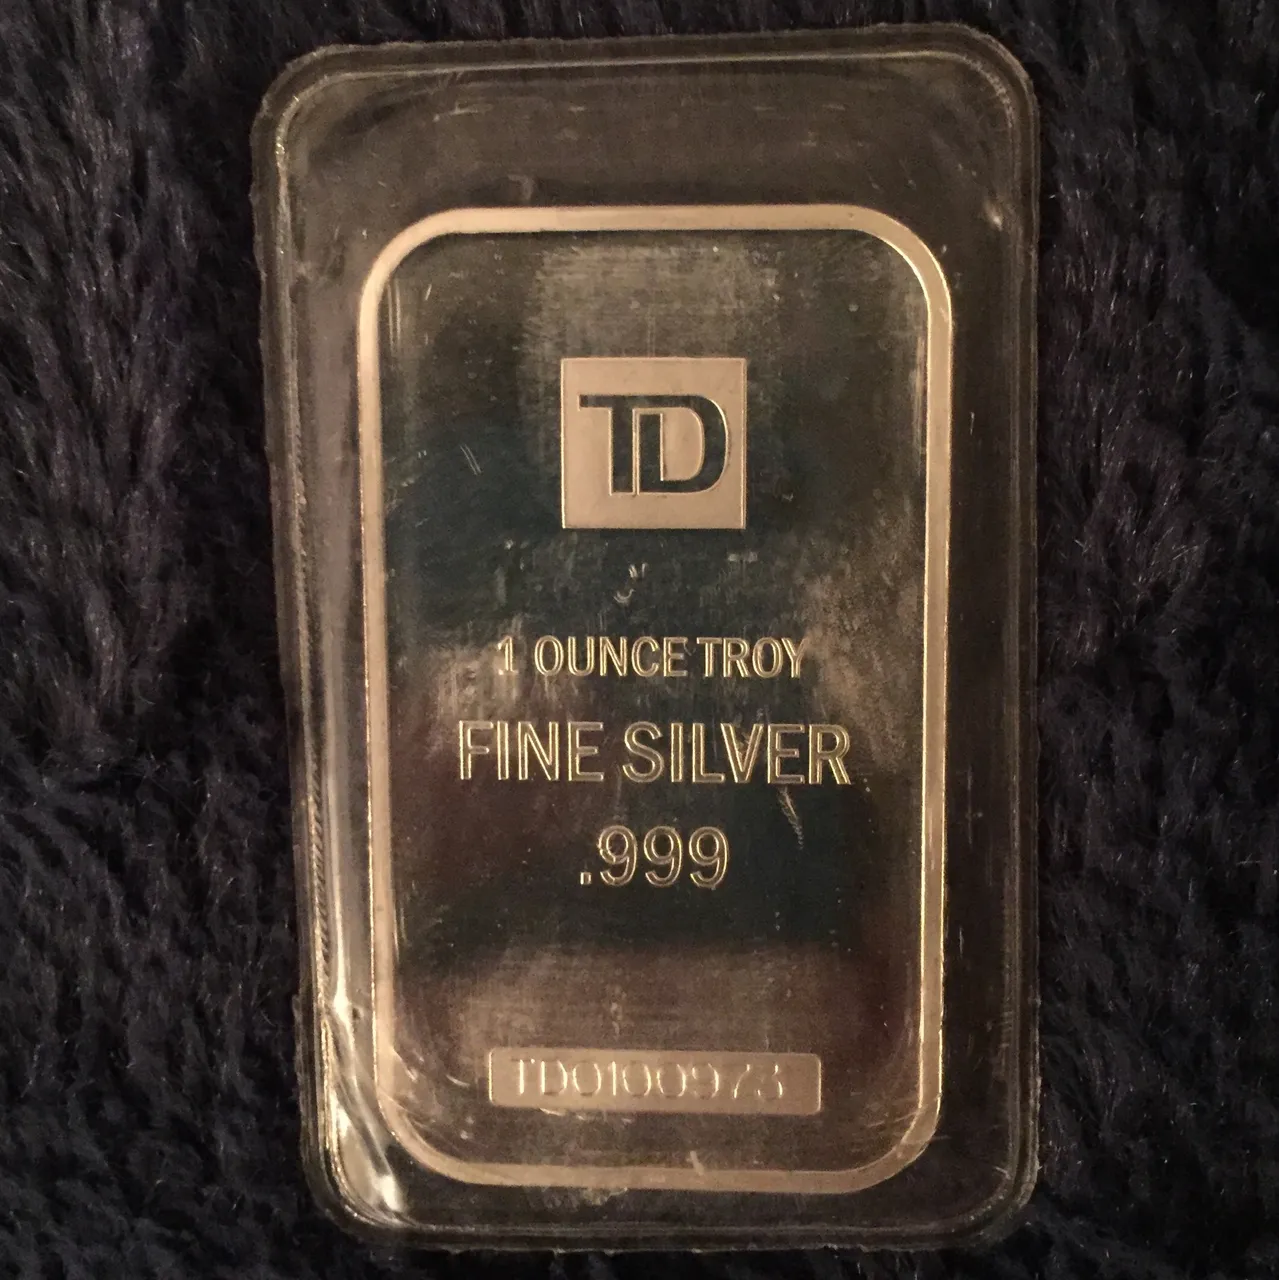 TD
1 OUNCE TROY
FINE SILVER
.999
TD0100973